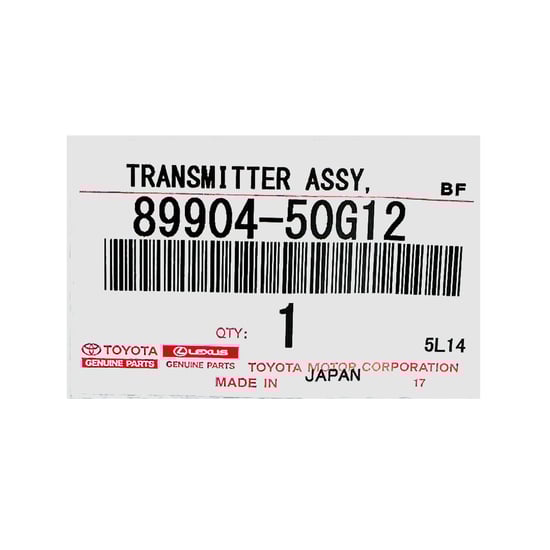 TRANSMITTER ASSY,
BF
89904-50G12
QTY: 1
5L14
TOYOTA
GENUINE PARTS
LEXUS
GENUINE PARTS
TOYOTA MOTOR CORPORATION
MADE IN JAPAN 17